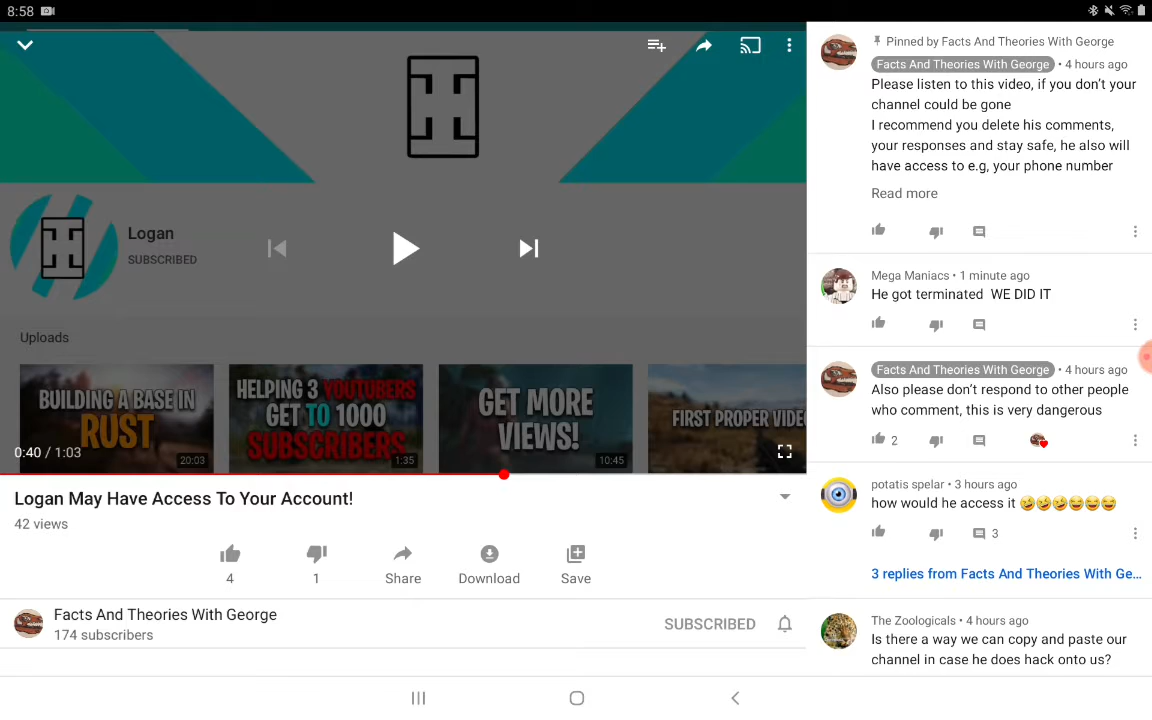 8:58
Logan
SUBSCRIBED
Uploads
BUILDING A BASE IN
RUST
20:03
HELPING 3 YOUTUBERS
GET TO 1000
SUBSCRIBERS
1:35
GET MORE
VIEWS!
10:45
FIRST PROPER VIDE
0:40 / 1:03
Logan May Have Access To Your Account!
42 views
4
1
Share
Download
Save
Facts And Theories With George
174 subscribers
SUBSCRIBED
Pinned by Facts And Theories With George
Facts And Theories With George • 4 hours ago
Please listen to this video, if you don't your
channel could be gone
I recommend you delete his comments,
your responses and stay safe, he also will
have access to e.g, your phone number
Read more
Mega Maniacs • 1 minute ago
He got terminated  WE DID IT
Facts And Theories With George • 4 hours ago
Also please don't respond to other people
who comment, this is very dangerous
2
potatis spelar • 3 hours ago
how would he access it 🤣🤣🤣😂😂😂
3
3 replies from Facts And Theories With Ge...
The Zoologicals • 4 hours ago
Is there a way we can copy and paste our
channel in case he does hack onto us?